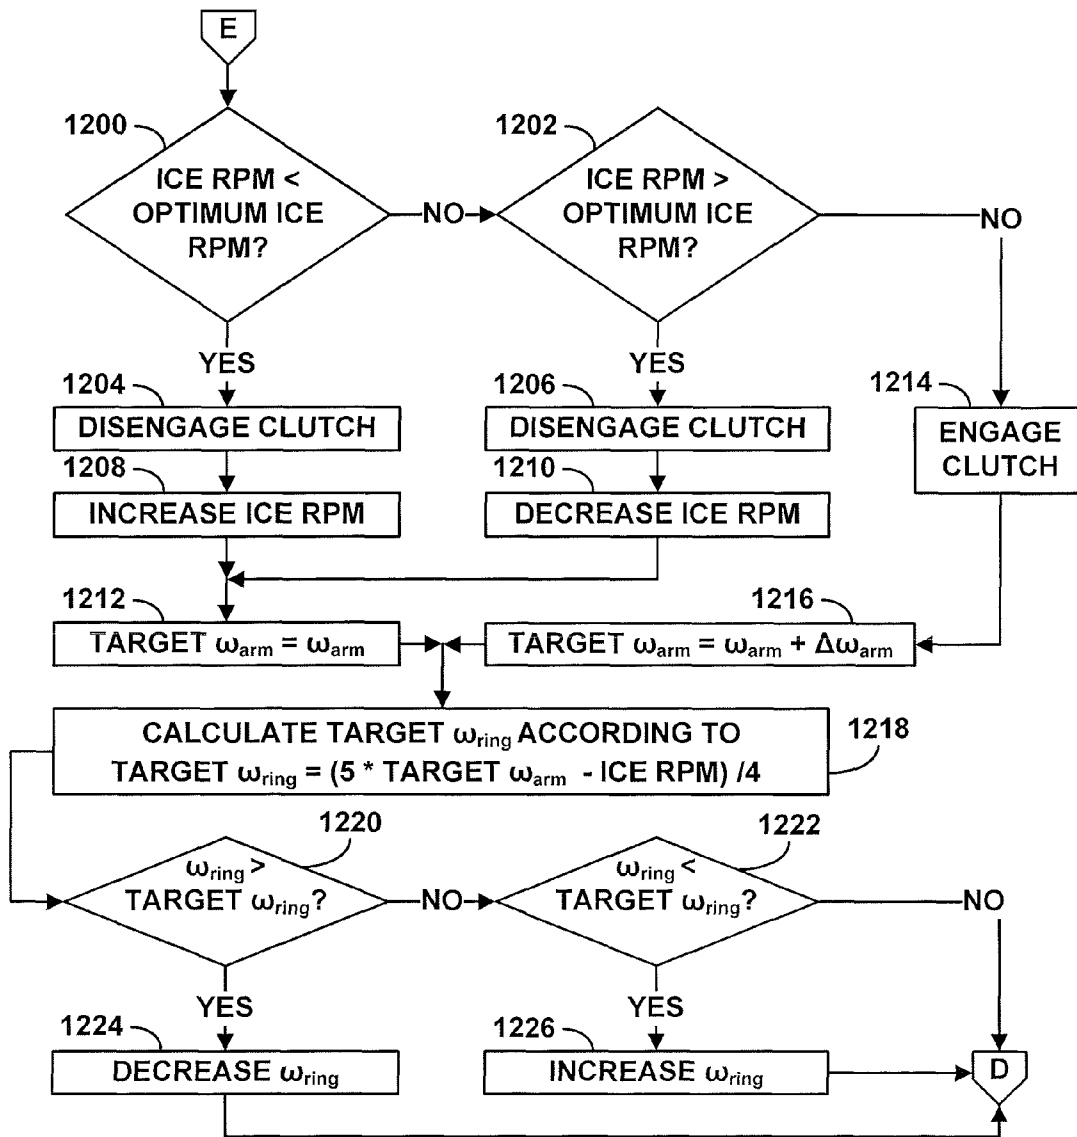 E
1200
ICE RPM <
OPTIMUM ICE
RPM?
NO
1202
ICE RPM >
OPTIMUM ICE
RPM?
NO
YES
YES
1204
DISENGAGE CLUTCH
1206
DISENGAGE CLUTCH
1214
ENGAGE
CLUTCH
1208
INCREASE ICE RPM
1210
DECREASE ICE RPM
1212
TARGET ωarm = ωarm
1216
TARGET ωarm = ωarm + Δωarm
CALCULATE TARGET ωring ACCORDING TO
TARGET ωring = (5 * TARGET ωarm - ICE RPM) /4
1218
1220
ωring >
TARGET ωring?
NO
1222
ωring <
TARGET ωring?
NO
YES
YES
1224
DECREASE ωring
1226
INCREASE ωring
D